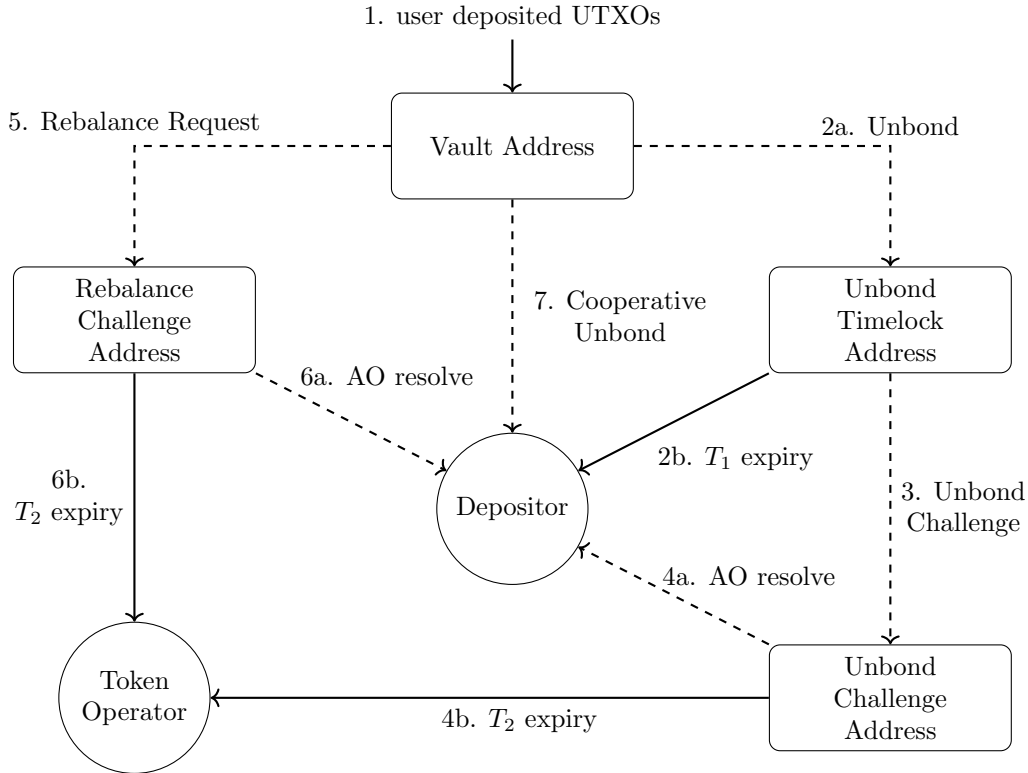 1. user deposited UTXOs
5. Rebalance Request
Vault Address
2a. Unbond
Rebalance
Challenge
Address
7. Cooperative
Unbond
Unbond
Timelock
Address
6a. AO resolve
2b. T₁ expiry
6b.
T₂ expiry
Depositor
3. Unbond
Challenge
4a. AO resolve
Token
Operator
4b. T₂ expiry
Unbond
Challenge
Address